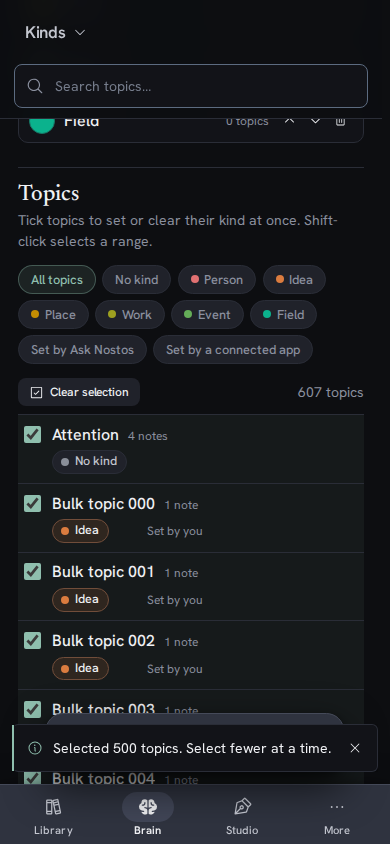 Kinds
Search topics...
Field 0 topics
Topics
Tick topics to set or clear their kind at once. Shift-
click selects a range.
All topics No kind Person Idea
Place Work Event Field
Set by Ask Nostos Set by a connected app
Clear selection 607 topics
Attention 4 notes
No kind
Bulk topic 000 1 note
Idea Set by you
Bulk topic 001 1 note
Idea Set by you
Bulk topic 002 1 note
Idea Set by you
Bulk topic 003 1 note
Selected 500 topics. Select fewer at a time.
Bulk topic 004 1 note
Library Brain Studio More